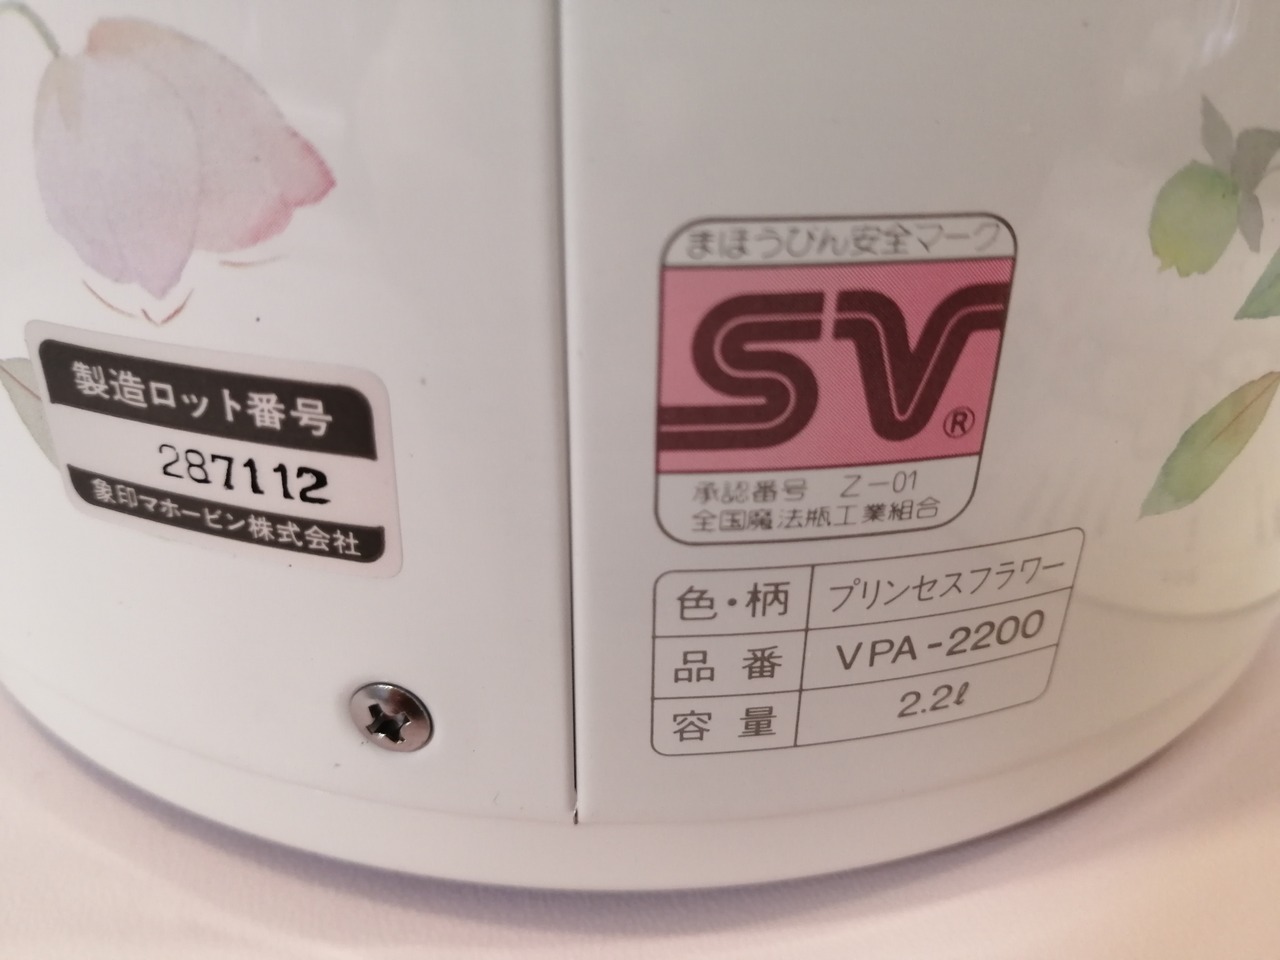 製造ロット番号
287112
象印マホービン株式会社
まほうびん安全マーク
SV®
承認番号 Z-01
全国魔法瓶工業組合
色・柄 プリンセスフラワー
品番 VPA-2200
容量 2.2ℓ